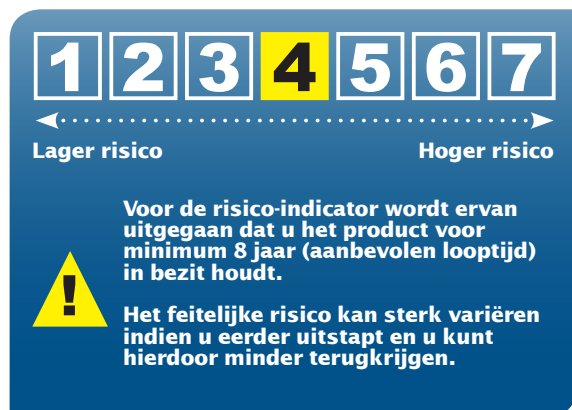 1 2 3 4 5 6 7
Lager risico Hoger risico
Voor de risico-indicator wordt ervan
uitgegaan dat u het product voor
minimum 8 jaar (aanbevolen looptijd)
in bezit houdt.
!
Het feitelijke risico kan sterk variëren
indien u eerder uitstapt en u kunt
hierdoor minder terugkrijgen.